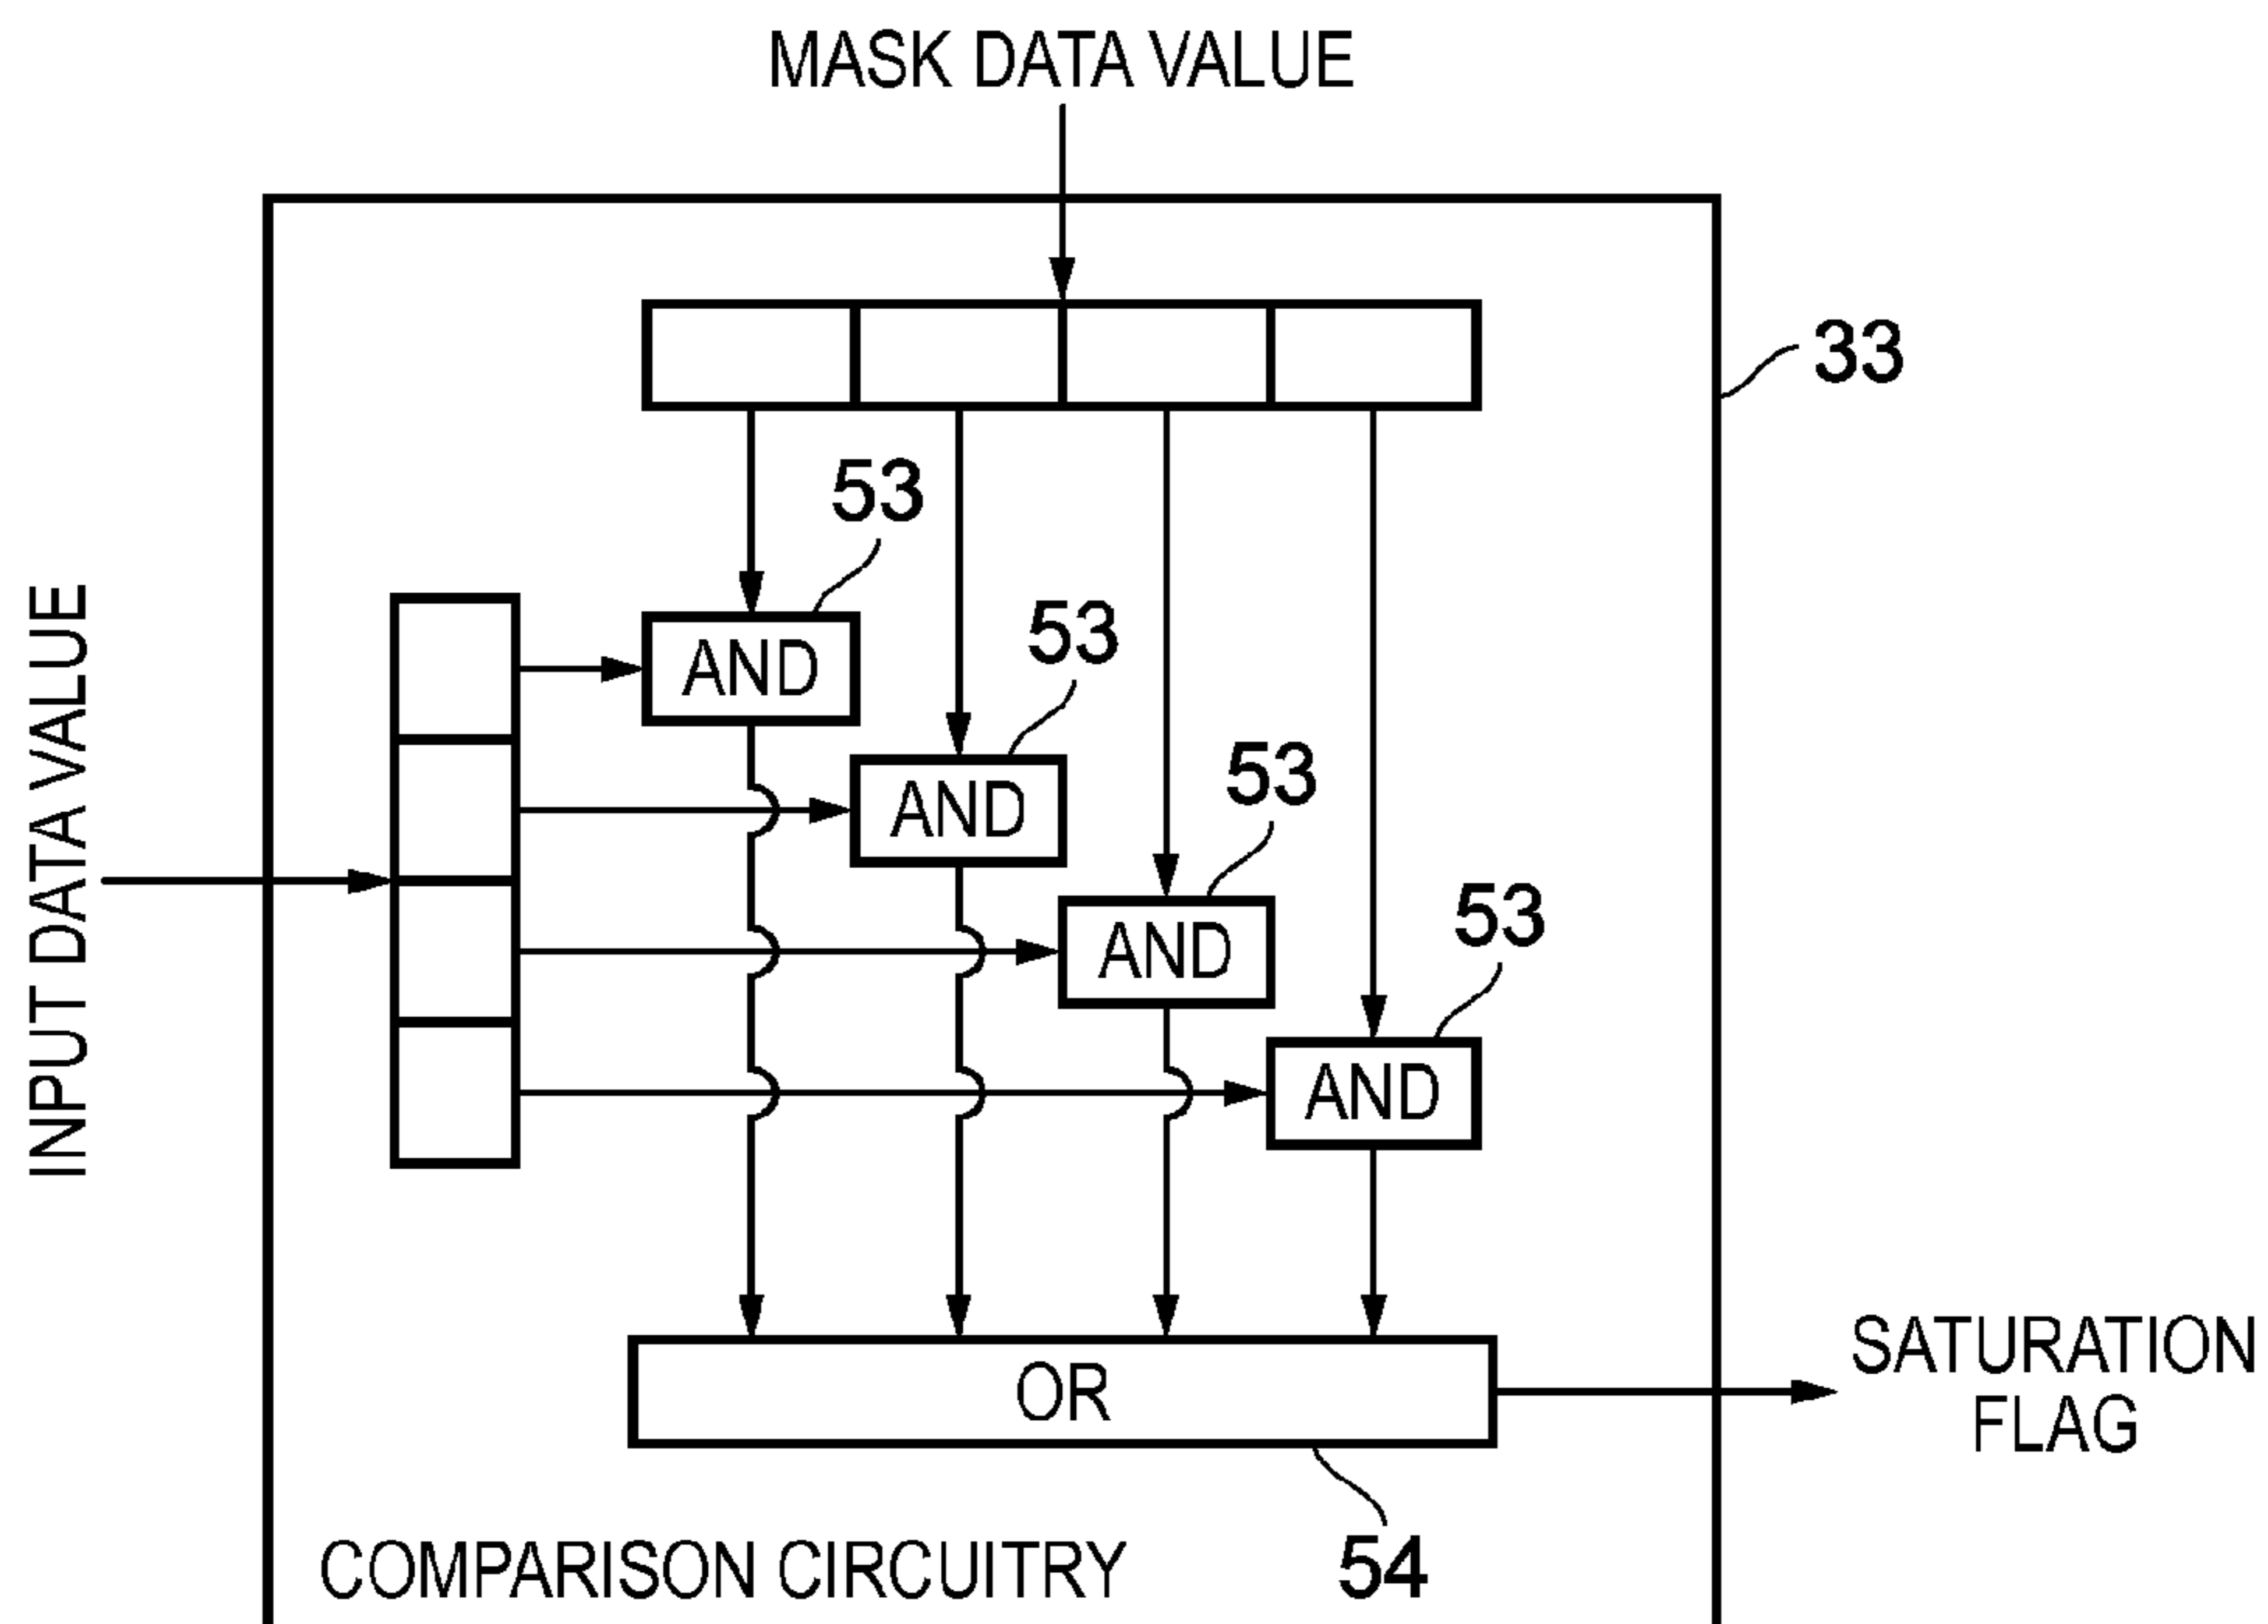 MASK DATA VALUE
33
53
53
53
53
INPUT DATA VALUE
AND
AND
AND
AND
OR
SATURATION
FLAG
54
COMPARISON CIRCUITRY